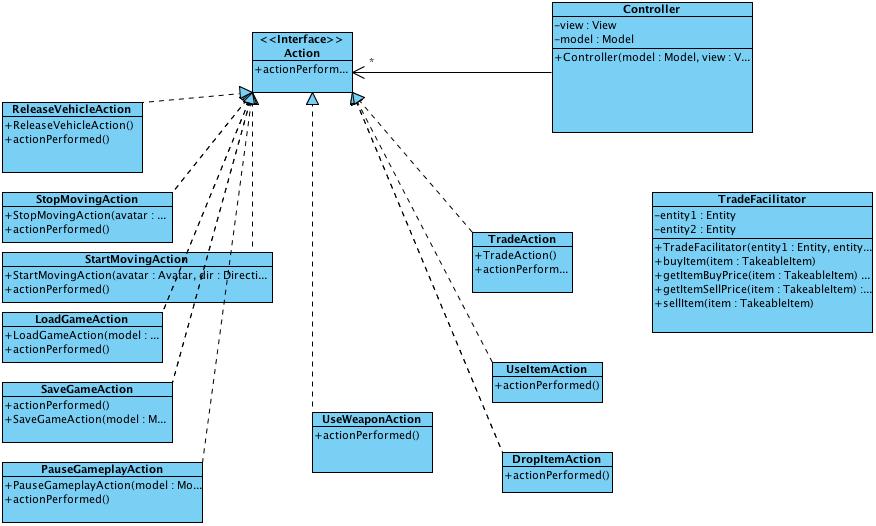 <<Interface>>
Action
+actionPerform...
*
Controller
-view : View
-model : Model
+Controller(model : Model, view : V...
ReleaseVehicleAction
+ReleaseVehicleAction()
+actionPerformed()
StopMovingAction
+StopMovingAction(avatar : ...
+actionPerformed()
StartMovingAction
+StartMovingAction(avatar : Avatar, dir : Directi...
+actionPerformed()
LoadGameAction
+LoadGameAction(model : ...
+actionPerformed()
SaveGameAction
+actionPerformed()
+SaveGameAction(model : M...
PauseGameplayAction
+PauseGameplayAction(model : Mo...
+actionPerformed()
UseWeaponAction
+actionPerformed()
TradeAction
+TradeAction()
+actionPerform...
UseItemAction
+actionPerformed()
DropItemAction
+actionPerformed()
TradeFacilitator
-entity1 : Entity
-entity2 : Entity
+TradeFacilitator(entity1 : Entity, entity...
+buyItem(item : TakeableItem)
+getItemBuyPrice(item : TakeableItem) ...
+getItemSellPrice(item : TakeableItem) :...
+sellItem(item : TakeableItem)